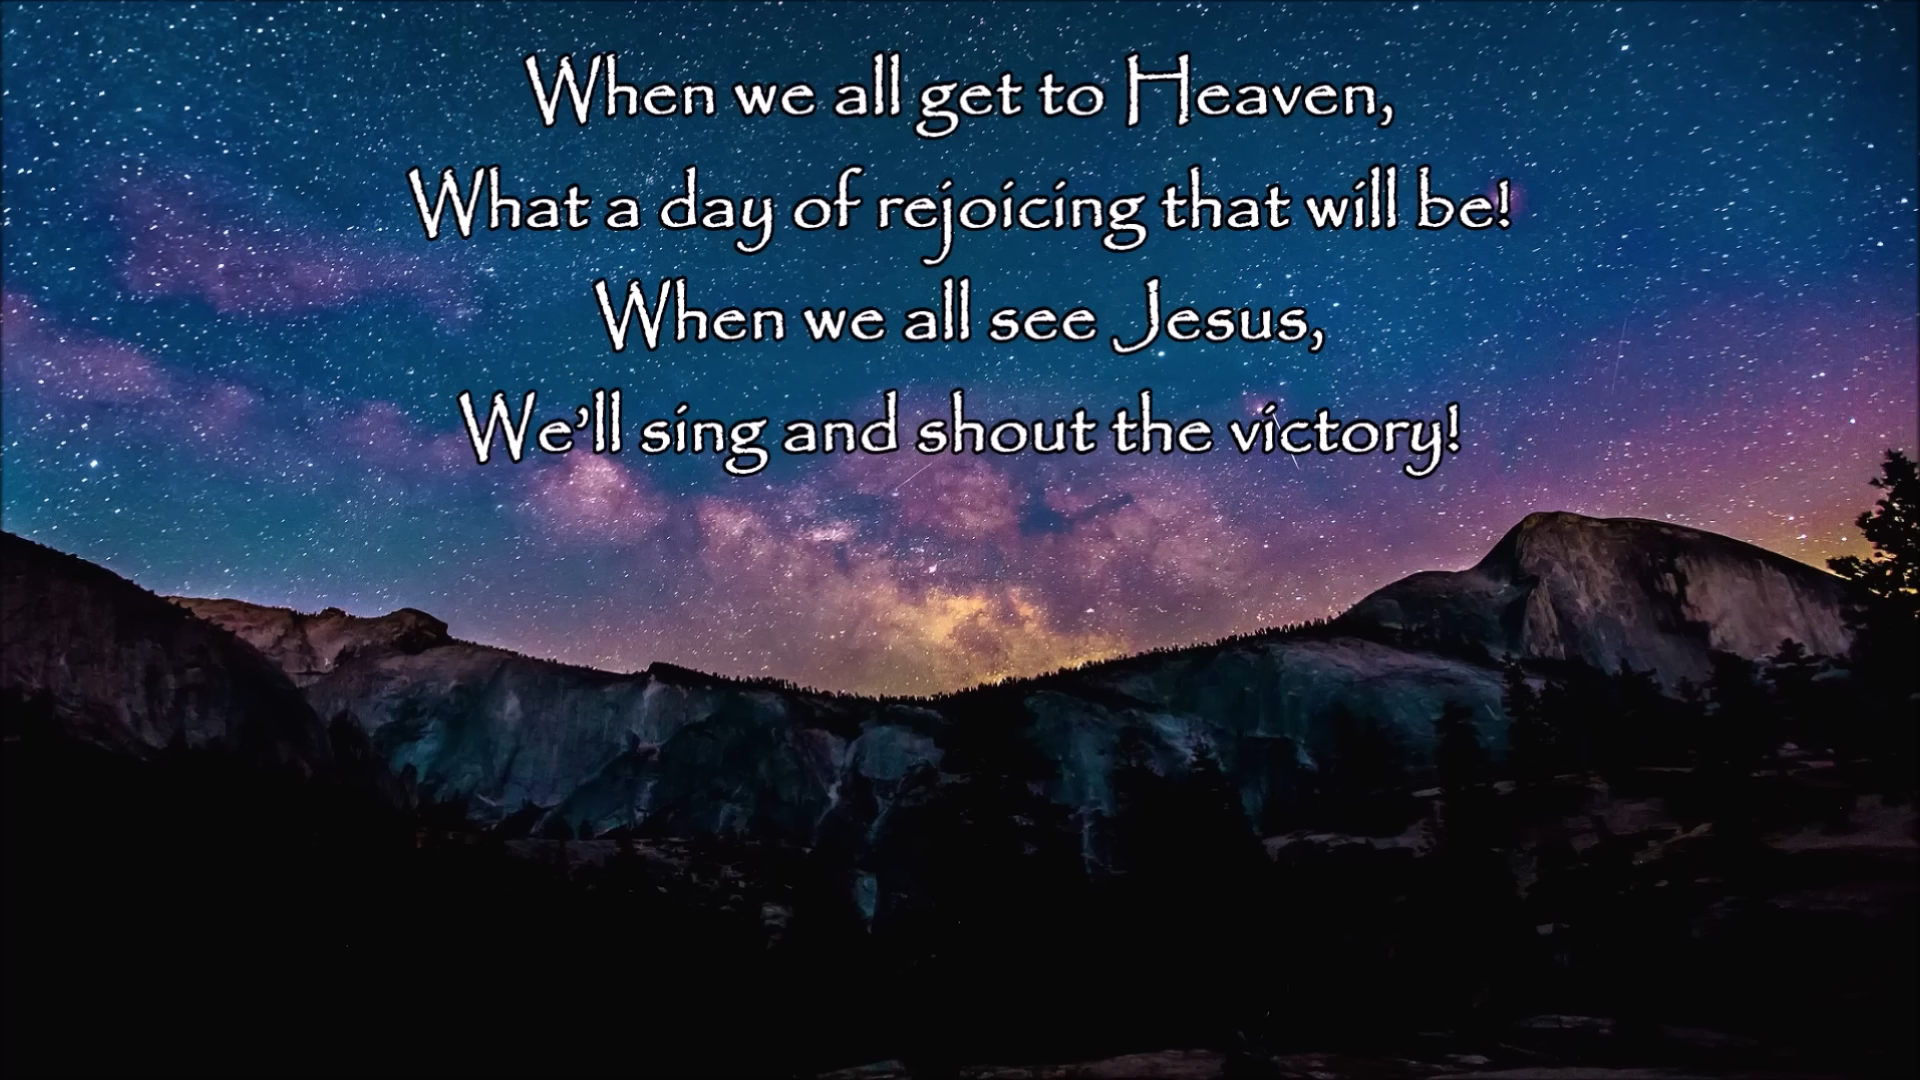 When we all get to Heaven,
What a day of rejoicing that will be!
When we all see Jesus,
We’ll sing and shout the victory!